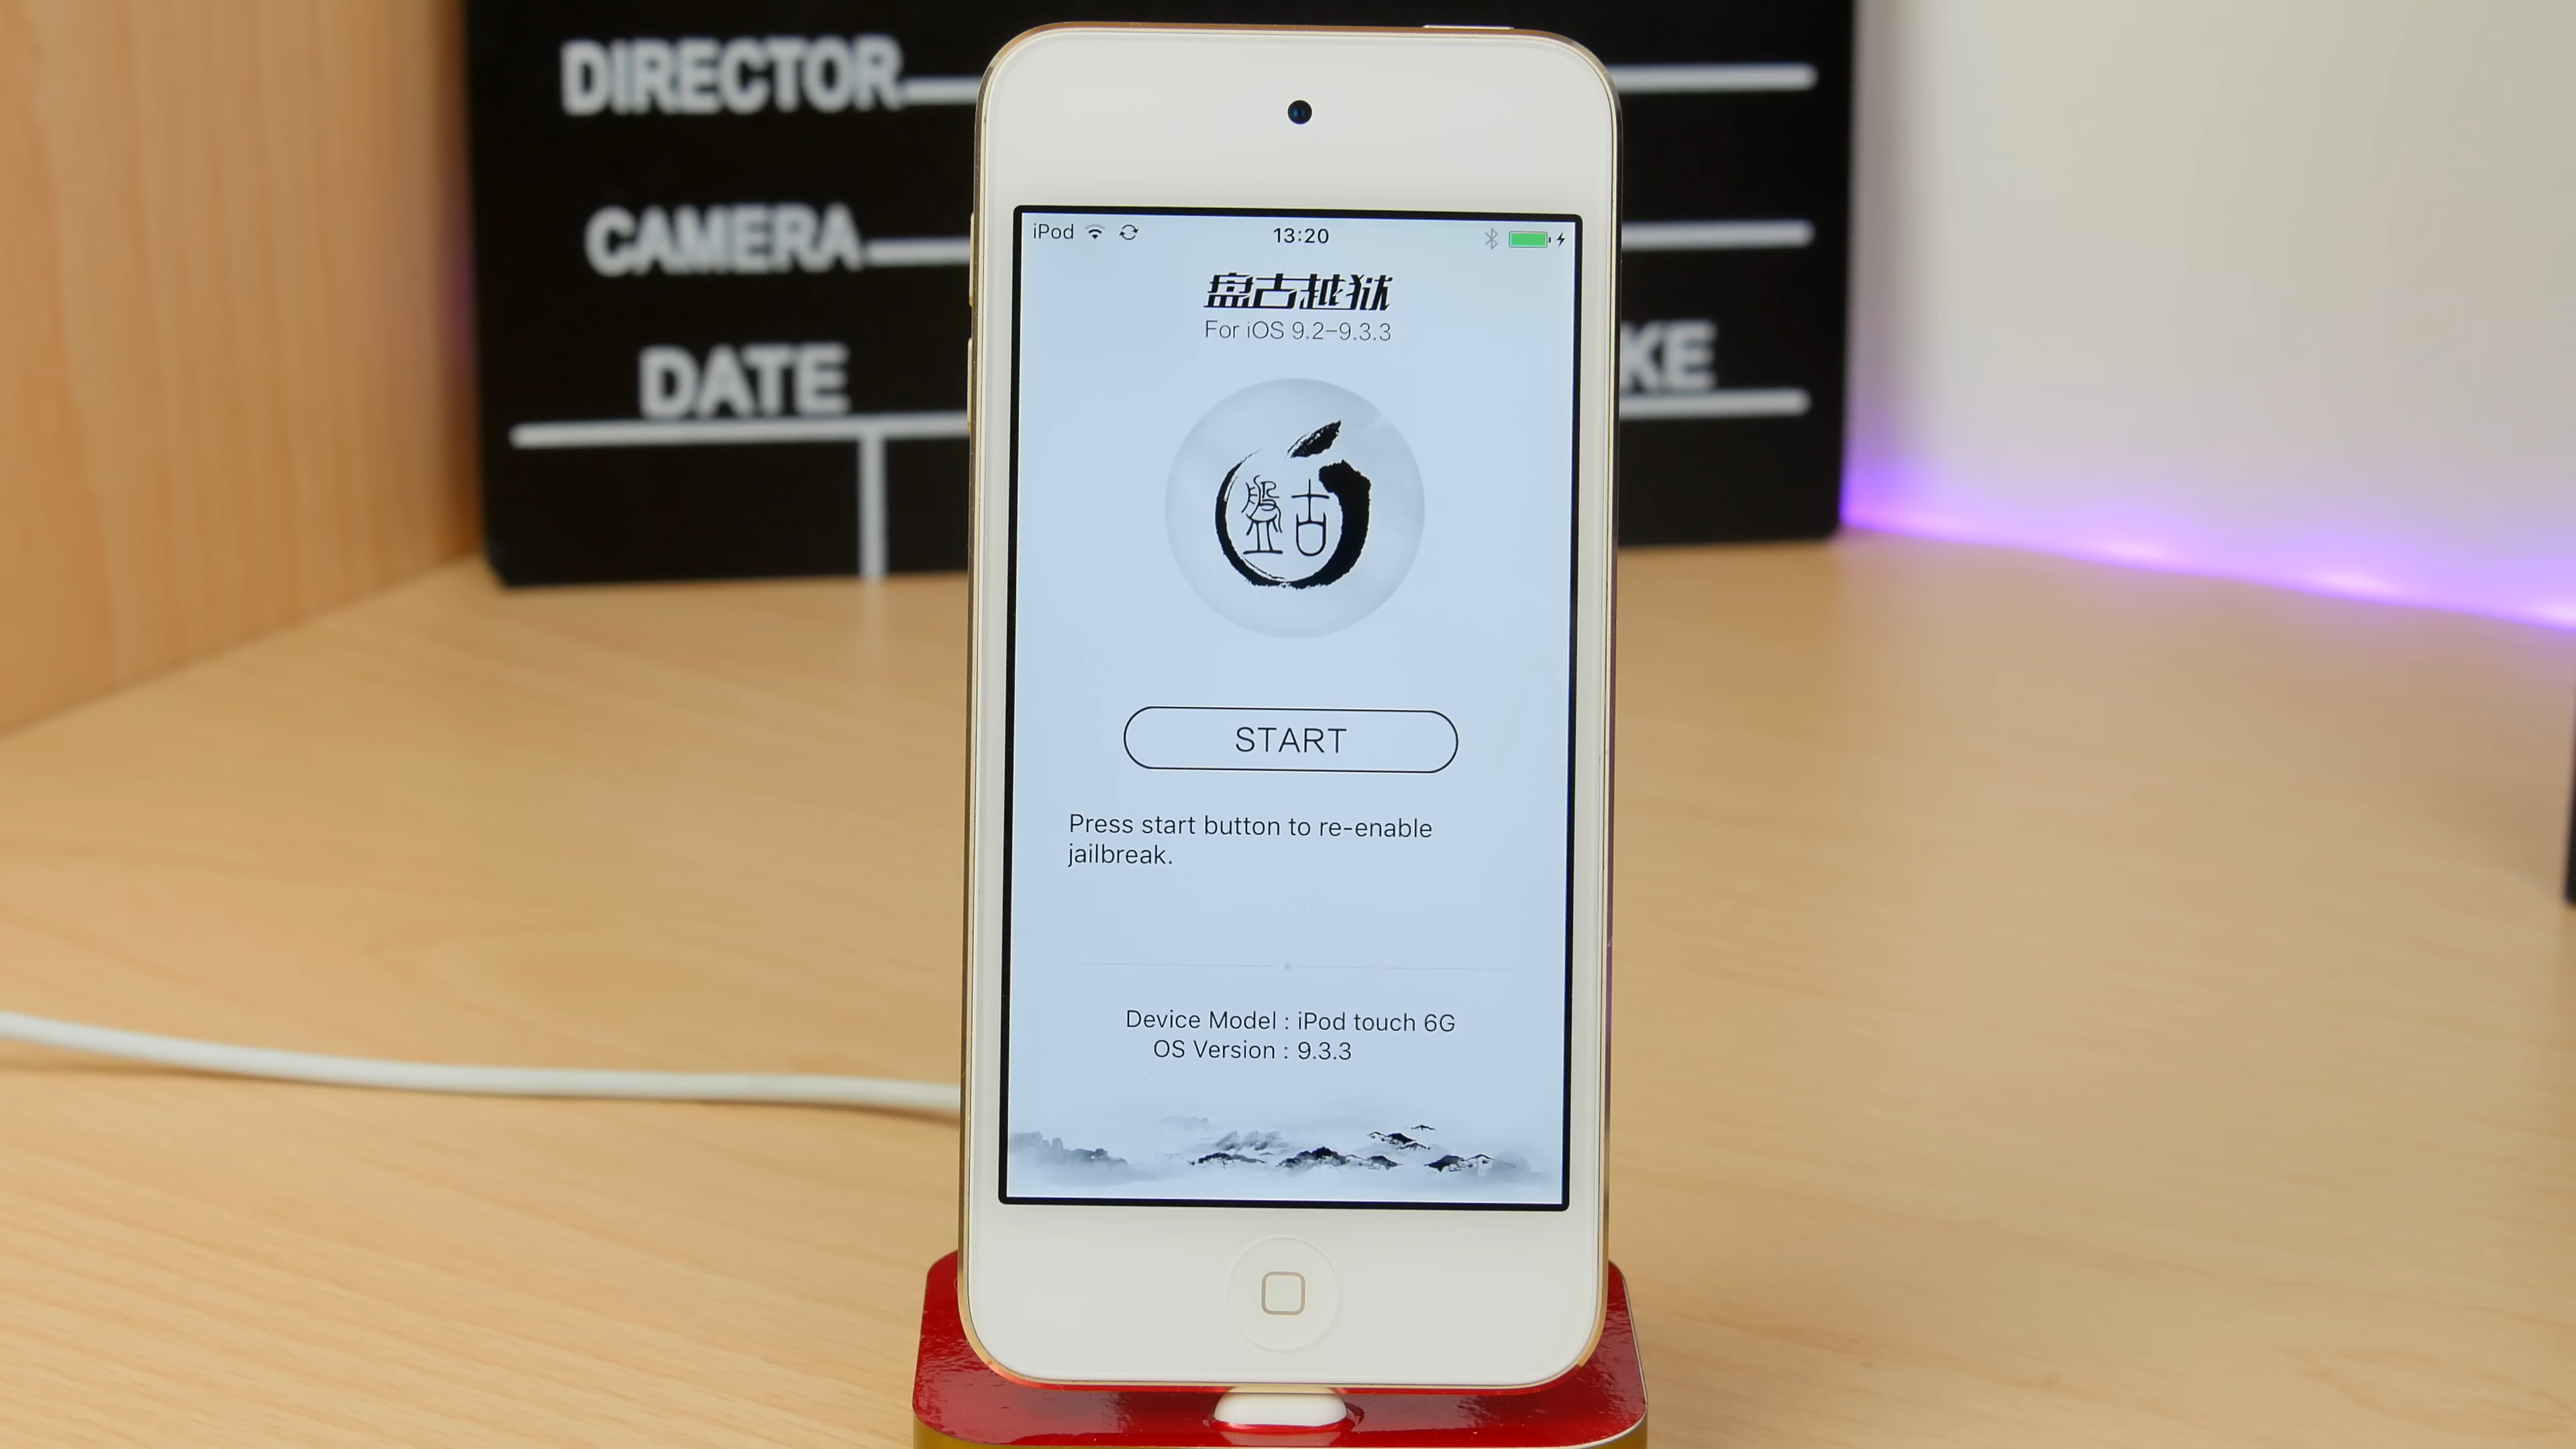 DIRECTOR
CAMERA
DATE
KE
iPod
13:20
盘古越狱
For iOS 9.2–9.3.3
盤古
START
Press start button to re-enable
jailbreak.
Device Model : iPod touch 6G
OS Version : 9.3.3